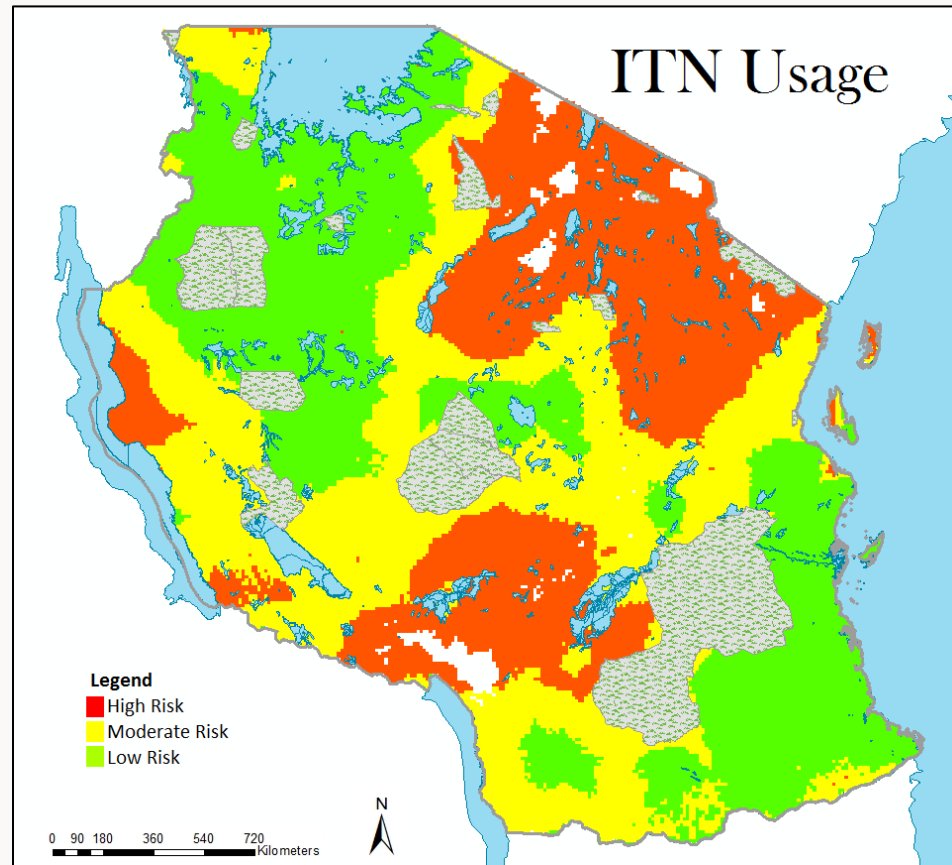 ITN Usage
Legend
High Risk
Moderate Risk
Low Risk
0 90 180 360 540 720
Kilometers
N